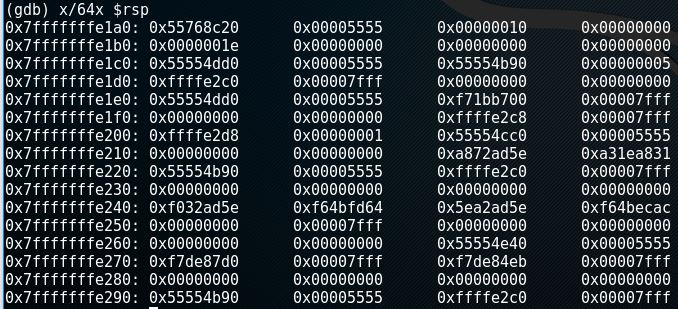 (gdb) x/64x $rsp
0x7fffffffe1a0: 0x55768c20 0x00005555 0x00000010 0x00000000
0x7fffffffe1b0: 0x0000001e 0x00000000 0x00000000 0x00000000
0x7fffffffe1c0: 0x55554dd0 0x00005555 0x55554b90 0x00000005
0x7fffffffe1d0: 0xffffe2c0 0x00007fff 0x00000000 0x00000000
0x7fffffffe1e0: 0x55554dd0 0x00005555 0xf71bb700 0x00007fff
0x7fffffffe1f0: 0x00000000 0x00000000 0xffffe2c8 0x00007fff
0x7fffffffe200: 0xffffe2d8 0x00000001 0x55554cc0 0x00005555
0x7fffffffe210: 0x00000000 0x00000000 0xa872ad5e 0xa31ea831
0x7fffffffe220: 0x55554b90 0x00005555 0xffffe2c0 0x00007fff
0x7fffffffe230: 0x00000000 0x00000000 0x00000000 0x00000000
0x7fffffffe240: 0xf032ad5e 0xf64bfd64 0x5ea2ad5e 0xf64becac
0x7fffffffe250: 0x00000000 0x00007fff 0x00000000 0x00000000
0x7fffffffe260: 0x00000000 0x00000000 0x55554e40 0x00005555
0x7fffffffe270: 0xf7de87d0 0x00007fff 0xf7de84eb 0x00007fff
0x7fffffffe280: 0x00000000 0x00000000 0x00000000 0x00000000
0x7fffffffe290: 0x55554b90 0x00005555 0xffffe2c0 0x00007fff